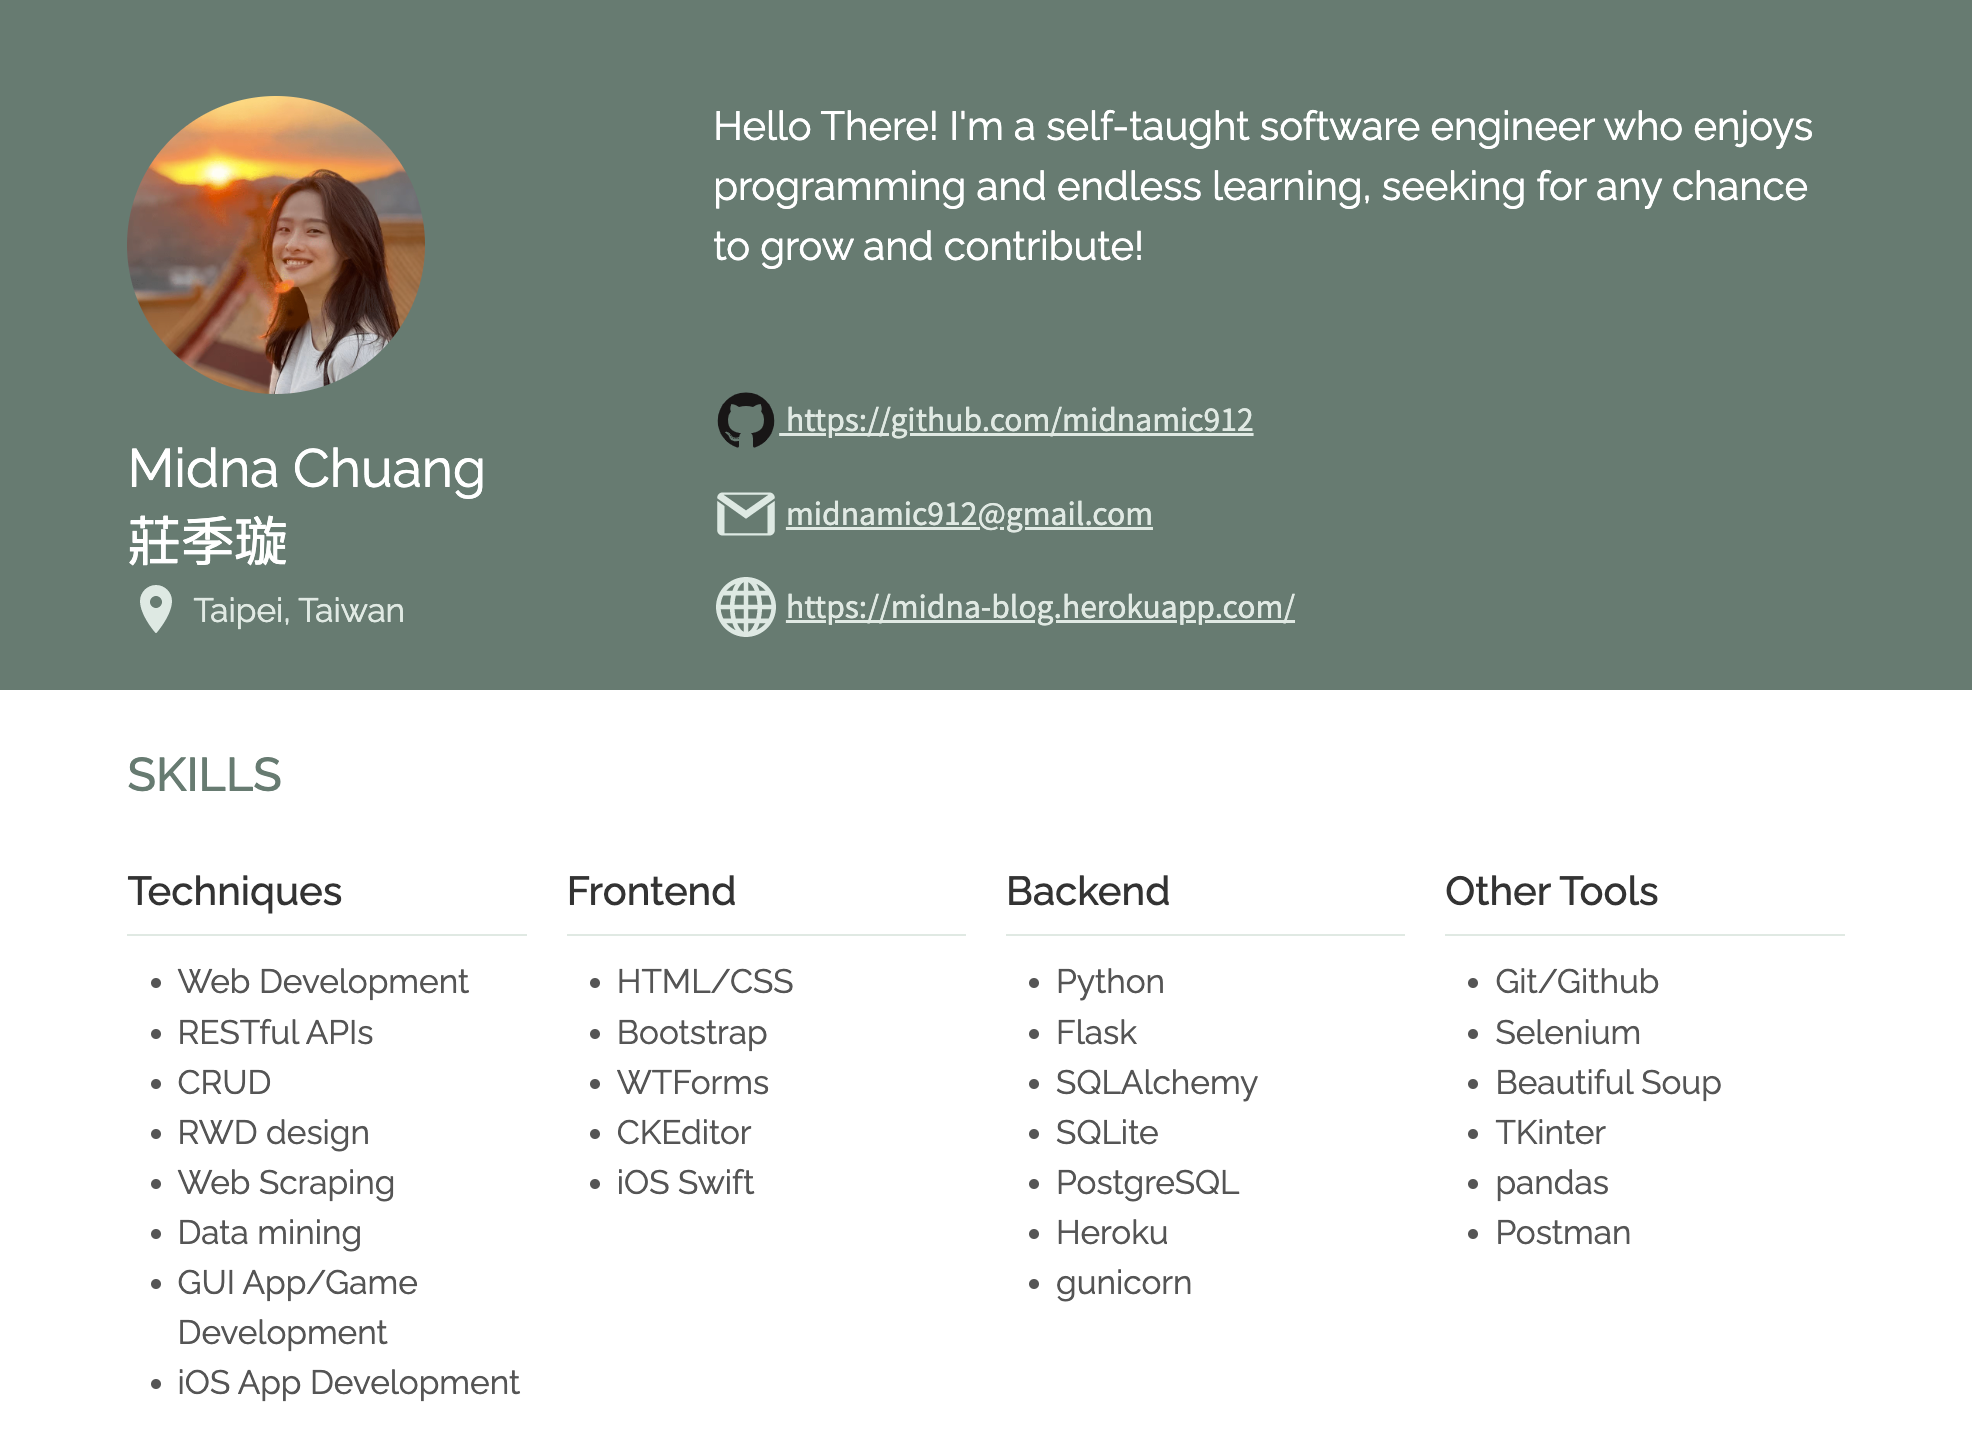 Hello There! I'm a self-taught software engineer who enjoys
programming and endless learning, seeking for any chance
to grow and contribute!
Midna Chuang
莊季璇
Taipei, Taiwan
https://github.com/midnamic912
midnamic912@gmail.com
https://midna-blog.herokuapp.com/
SKILLS
Techniques
Web Development
RESTful APIs
CRUD
RWD design
Web Scraping
Data mining
GUI App/Game
Development
iOS App Development
Frontend
HTML/CSS
Bootstrap
WTForms
CKEditor
iOS Swift
Backend
Python
Flask
SQLAlchemy
SQLite
PostgreSQL
Heroku
gunicorn
Other Tools
Git/Github
Selenium
Beautiful Soup
TKinter
pandas
Postman